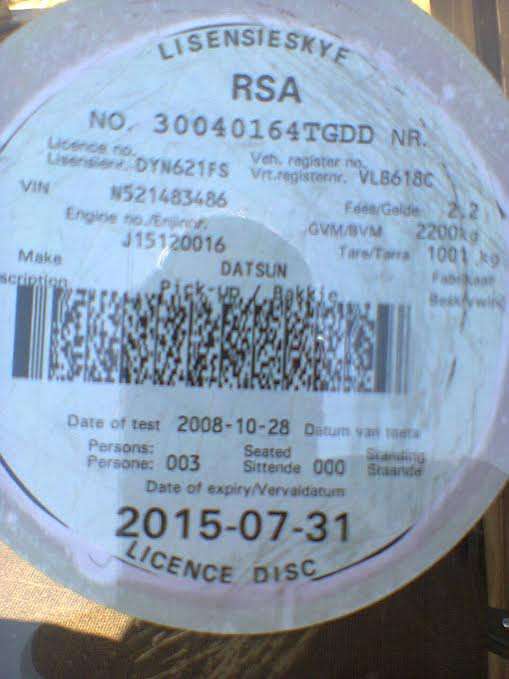 LISENSIESKYF
RSA
NO. 30040164TGDD NR.
Licence no.
Lisensienr. DYN621FS
Veh. register no.
Vrt.registernr. VLB618C
VIN N521483486
Fees/Gelde 2,2
Engine no./Enjinnr.
J15120016
GVM/BVM 2200kg
Tare/Tarra 1001 kg
Make DATSUN Fabrikaat
scription Pick-up / Bakkie Beskrywing
Date of test 2008-10-28 Datum van toets
Persons: Seated Standing
Persone: 003 Sittende 000 Staande
Date of expiry/Vervaldatum
2015-07-31
LICENCE DISC